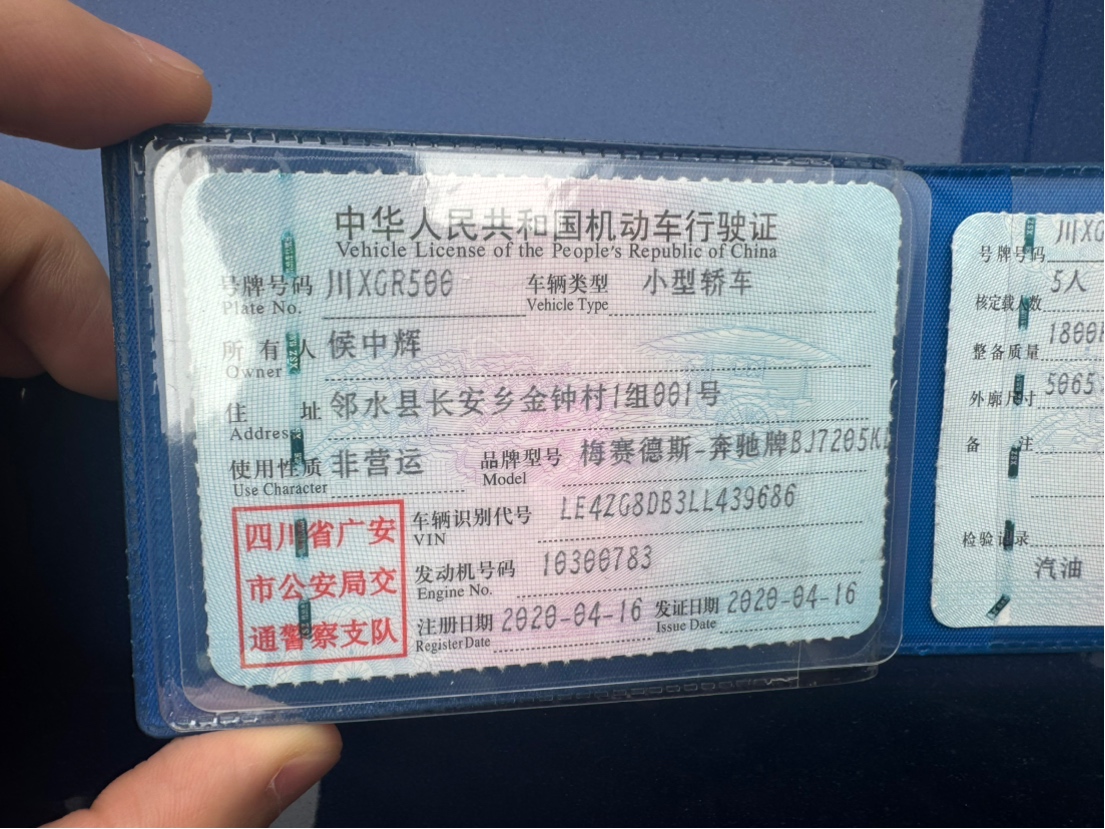 中华人民共和国机动车行驶证
Vehicle License of the People's Republic of China
号牌号码 川XGR500 车辆类型 小型轿车
Plate No. Vehicle Type
所有人 侯中辉
Owner
住址 邻水县长安乡金钟村1组001号
Address
使用性质 非营运 品牌型号 梅赛德斯-奔驰牌BJ7205K
Use Character Model
四川省广安
市公安局交
通警察支队
车辆识别代号 LE4ZG8DB3LL439686
VIN
发动机号码 10300783
Engine No.
注册日期 2020-04-16 发证日期 2020-04-16
Register Date Issue Date
号牌号码 川XG
核定载人数 5人
整备质量 1800
外廓尺寸 5065
备注
检验记录
汽油